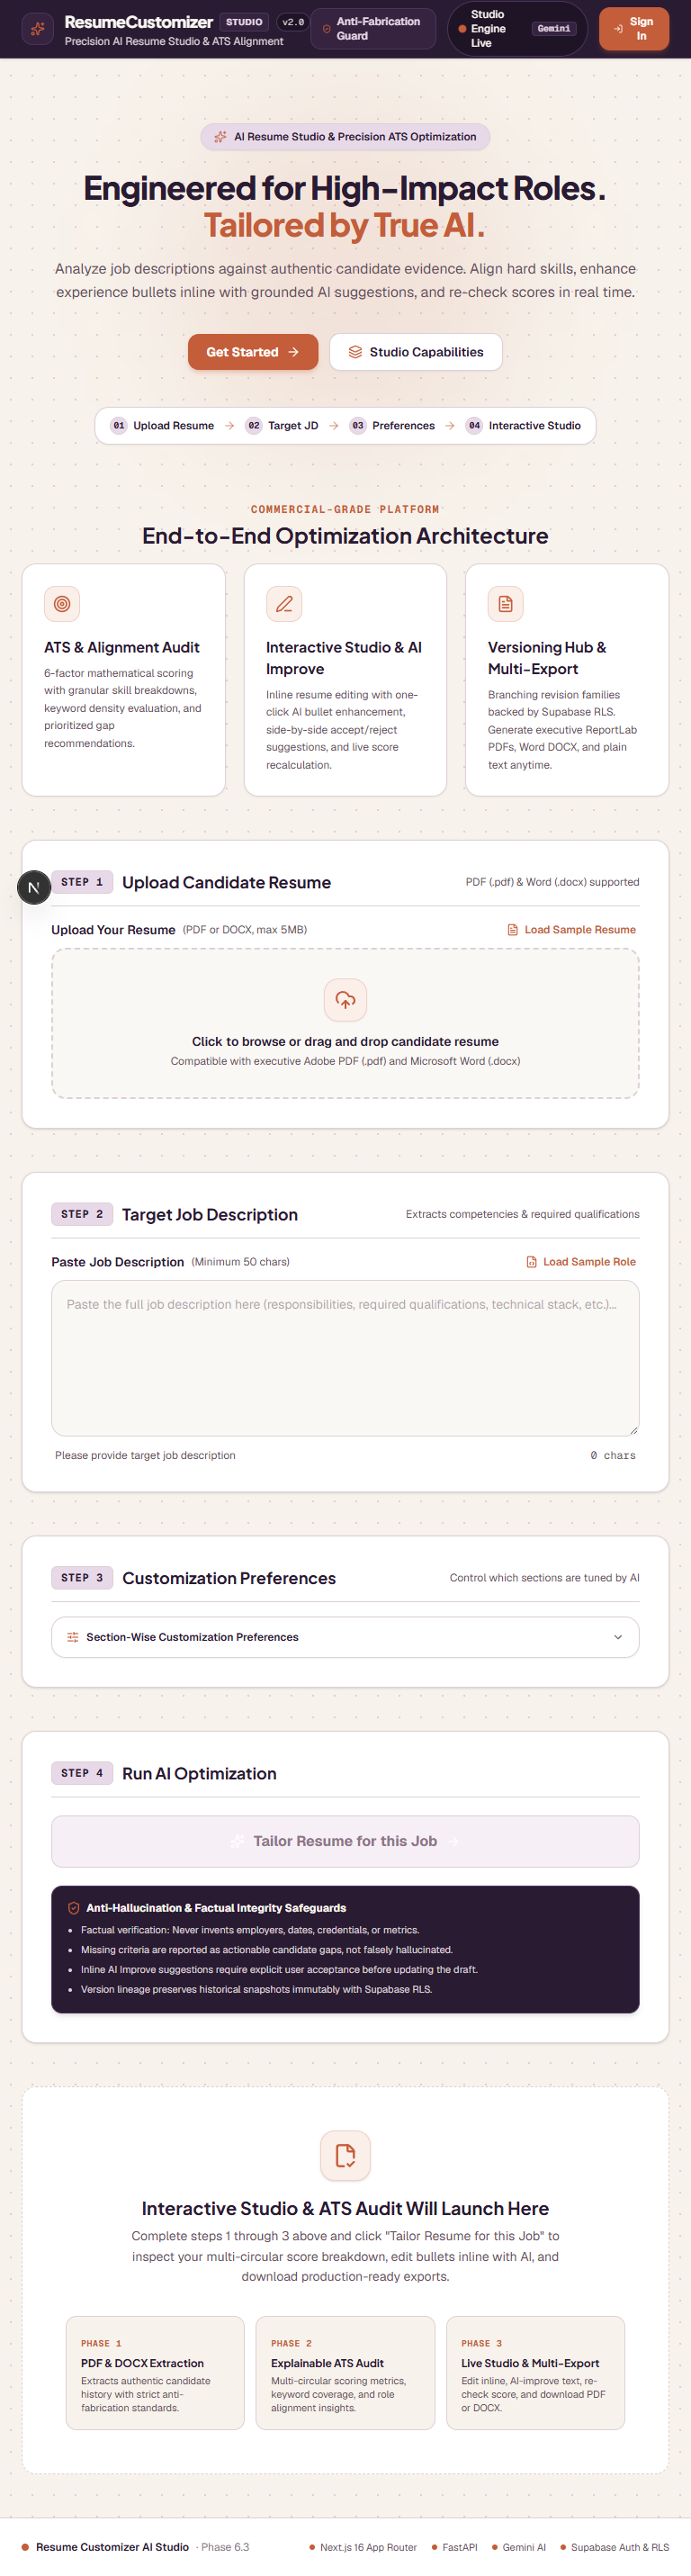 ResumeCustomizer STUDIO v2.0
Precision AI Resume Studio & ATS Alignment
Anti-Fabrication
Guard
Studio
Engine
Live
Gemini
Sign
In
AI Resume Studio & Precision ATS Optimization
Engineered for High-Impact Roles.
Tailored by True AI.
Analyze job descriptions against authentic candidate evidence. Align hard skills, enhance
experience bullets inline with grounded AI suggestions, and re-check scores in real time.
Get Started →
Studio Capabilities
01 Upload Resume → 02 Target JD → 03 Preferences → 04 Interactive Studio
COMMERCIAL-GRADE PLATFORM
End-to-End Optimization Architecture
ATS & Alignment Audit
6-factor mathematical scoring
with granular skill breakdowns,
keyword density evaluation, and
prioritized gap
recommendations.
Interactive Studio & AI
Improve
Inline resume editing with one-
click AI bullet enhancement,
side-by-side accept/reject
suggestions, and live score
recalculation.
Versioning Hub &
Multi-Export
Branching revision families
backed by Supabase RLS.
Generate executive ReportLab
PDFs, Word DOCX, and plain
text anytime.
N
STEP 1 Upload Candidate Resume
PDF (.pdf) & Word (.docx) supported
Upload Your Resume (PDF or DOCX, max 5MB)
Load Sample Resume
Click to browse or drag and drop candidate resume
Compatible with executive Adobe PDF (.pdf) and Microsoft Word (.docx)
STEP 2 Target Job Description
Extracts competencies & required qualifications
Paste Job Description (Minimum 50 chars)
Load Sample Role
Paste the full job description here (responsibilities, required qualifications, technical stack, etc.)...
Please provide target job description
0 chars
STEP 3 Customization Preferences
Control which sections are tuned by AI
Section-Wise Customization Preferences
STEP 4 Run AI Optimization
Tailor Resume for this Job →
Anti-Hallucination & Factual Integrity Safeguards
• Factual verification: Never invents employers, dates, credentials, or metrics.
• Missing criteria are reported as actionable candidate gaps, not falsely hallucinated.
• Inline AI Improve suggestions require explicit user acceptance before updating the draft.
• Version lineage preserves historical snapshots immutably with Supabase RLS.
Interactive Studio & ATS Audit Will Launch Here
Complete steps 1 through 3 above and click "Tailor Resume for this Job" to
inspect your multi-circular score breakdown, edit bullets inline with AI, and
download production-ready exports.
PHASE 1
PDF & DOCX Extraction
Extracts authentic candidate
history with strict anti-
fabrication standards.
PHASE 2
Explainable ATS Audit
Multi-circular scoring metrics,
keyword coverage, and role
alignment insights.
PHASE 3
Live Studio & Multi-Export
Edit inline, AI-improve text, re-
check score, and download PDF
or DOCX.
Resume Customizer AI Studio · Phase 6.3
Next.js 16 App Router
FastAPI
Gemini AI
Supabase Auth & RLS